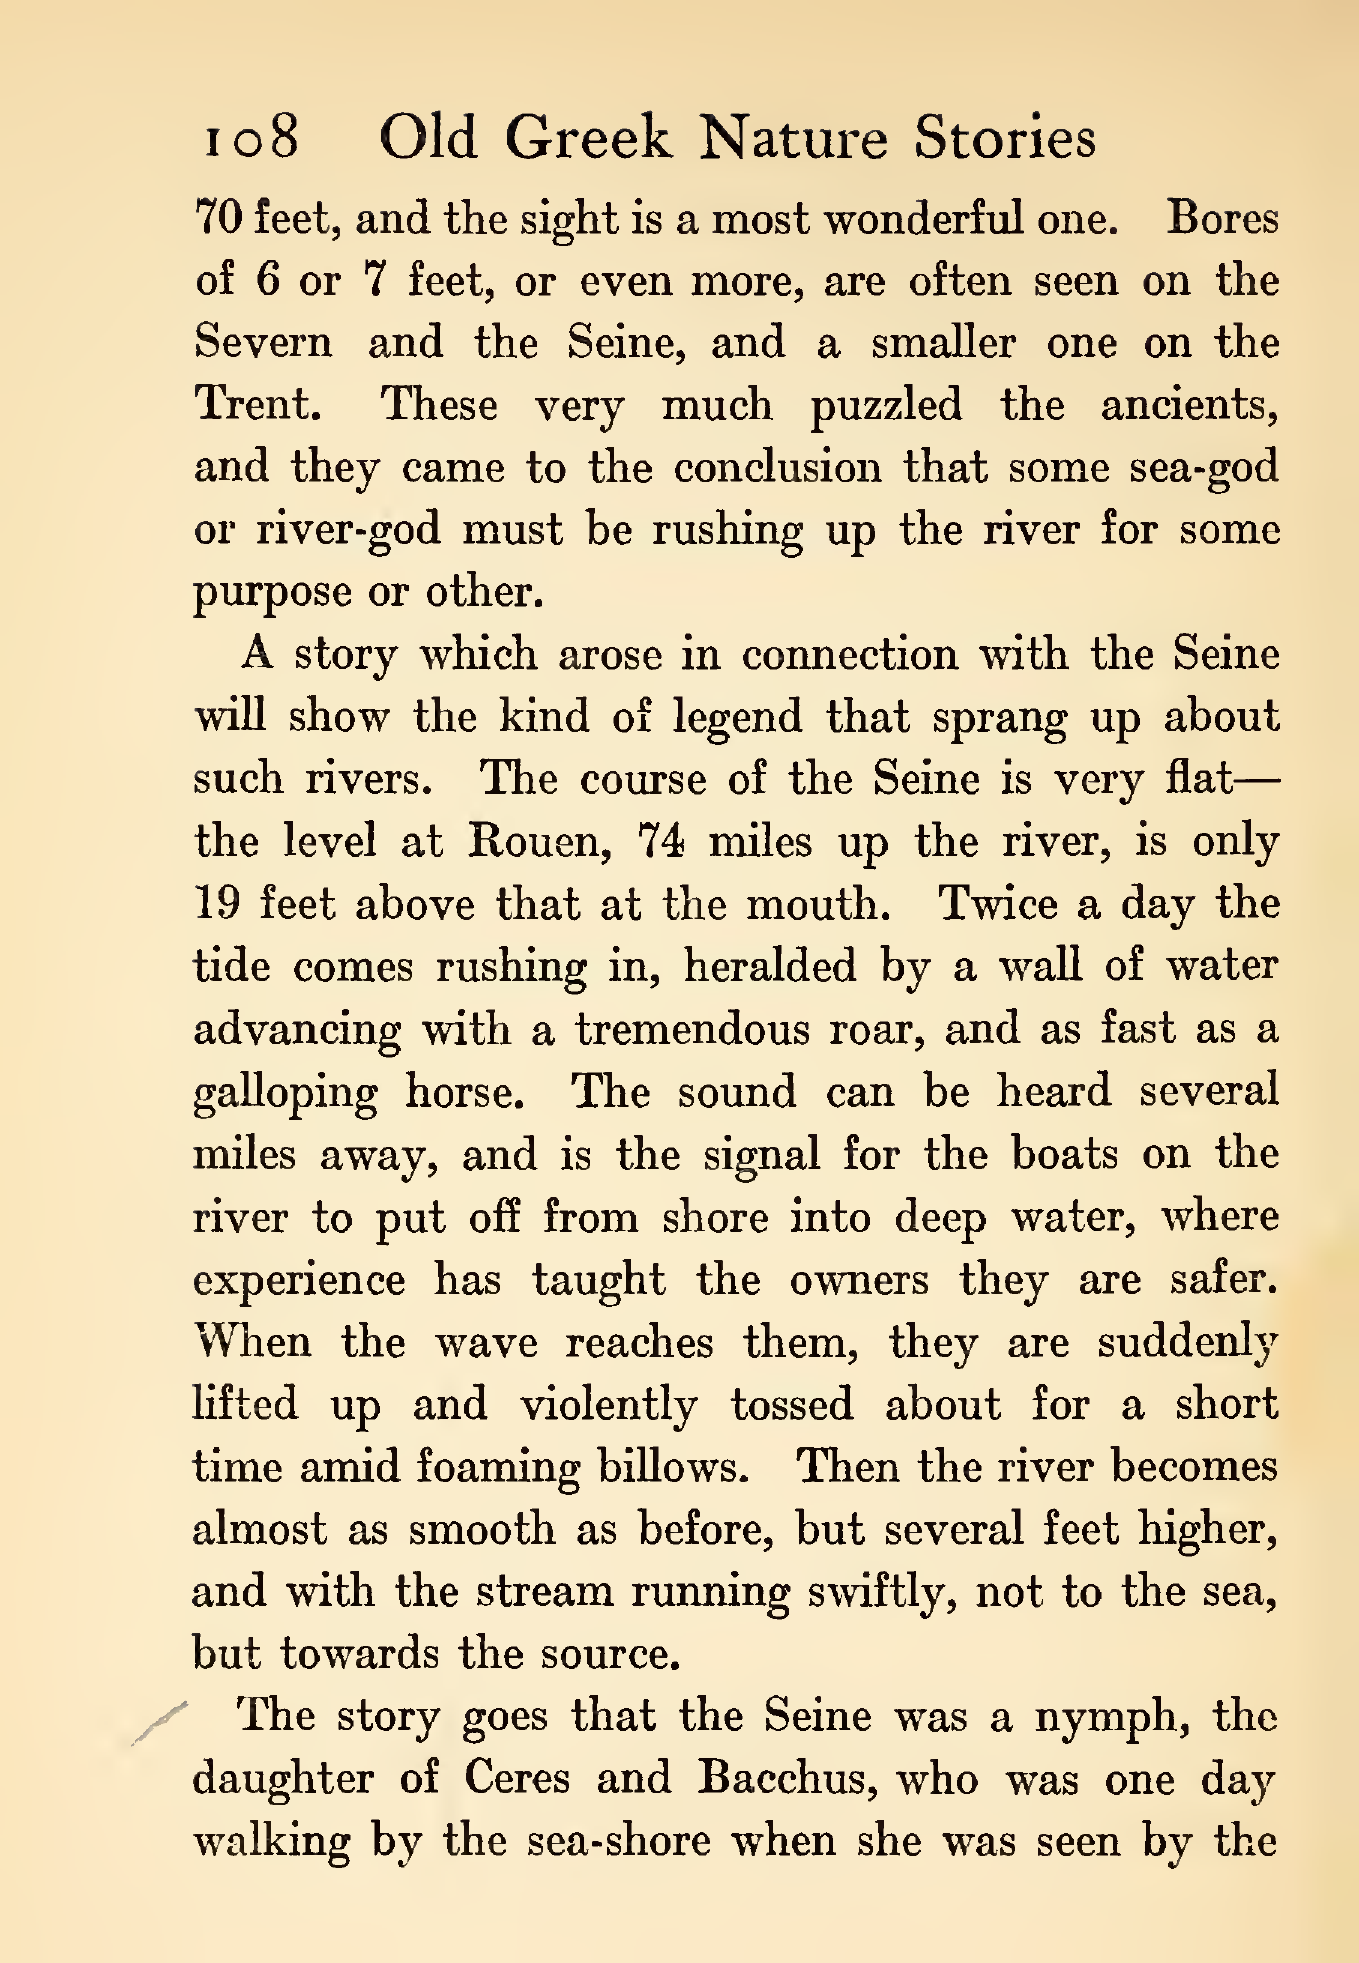 108 Old Greek Nature Stories
70 feet, and the sight is a most wonderful one. Bores
of 6 or 7 feet, or even more, are often seen on the
Severn and the Seine, and a smaller one on the
Trent. These very much puzzled the ancients,
and they came to the conclusion that some sea-god
or river-god must be rushing up the river for some
purpose or other.
A story which arose in connection with the Seine
will show the kind of legend that sprang up about
such rivers. The course of the Seine is very flat—
the level at Rouen, 74 miles up the river, is only
19 feet above that at the mouth. Twice a day the
tide comes rushing in, heralded by a wall of water
advancing with a tremendous roar, and as fast as a
galloping horse. The sound can be heard several
miles away, and is the signal for the boats on the
river to put off from shore into deep water, where
experience has taught the owners they are safer.
When the wave reaches them, they are suddenly
lifted up and violently tossed about for a short
time amid foaming billows. Then the river becomes
almost as smooth as before, but several feet higher,
and with the stream running swiftly, not to the sea,
but towards the source.
The story goes that the Seine was a nymph, the
daughter of Ceres and Bacchus, who was one day
walking by the sea-shore when she was seen by the